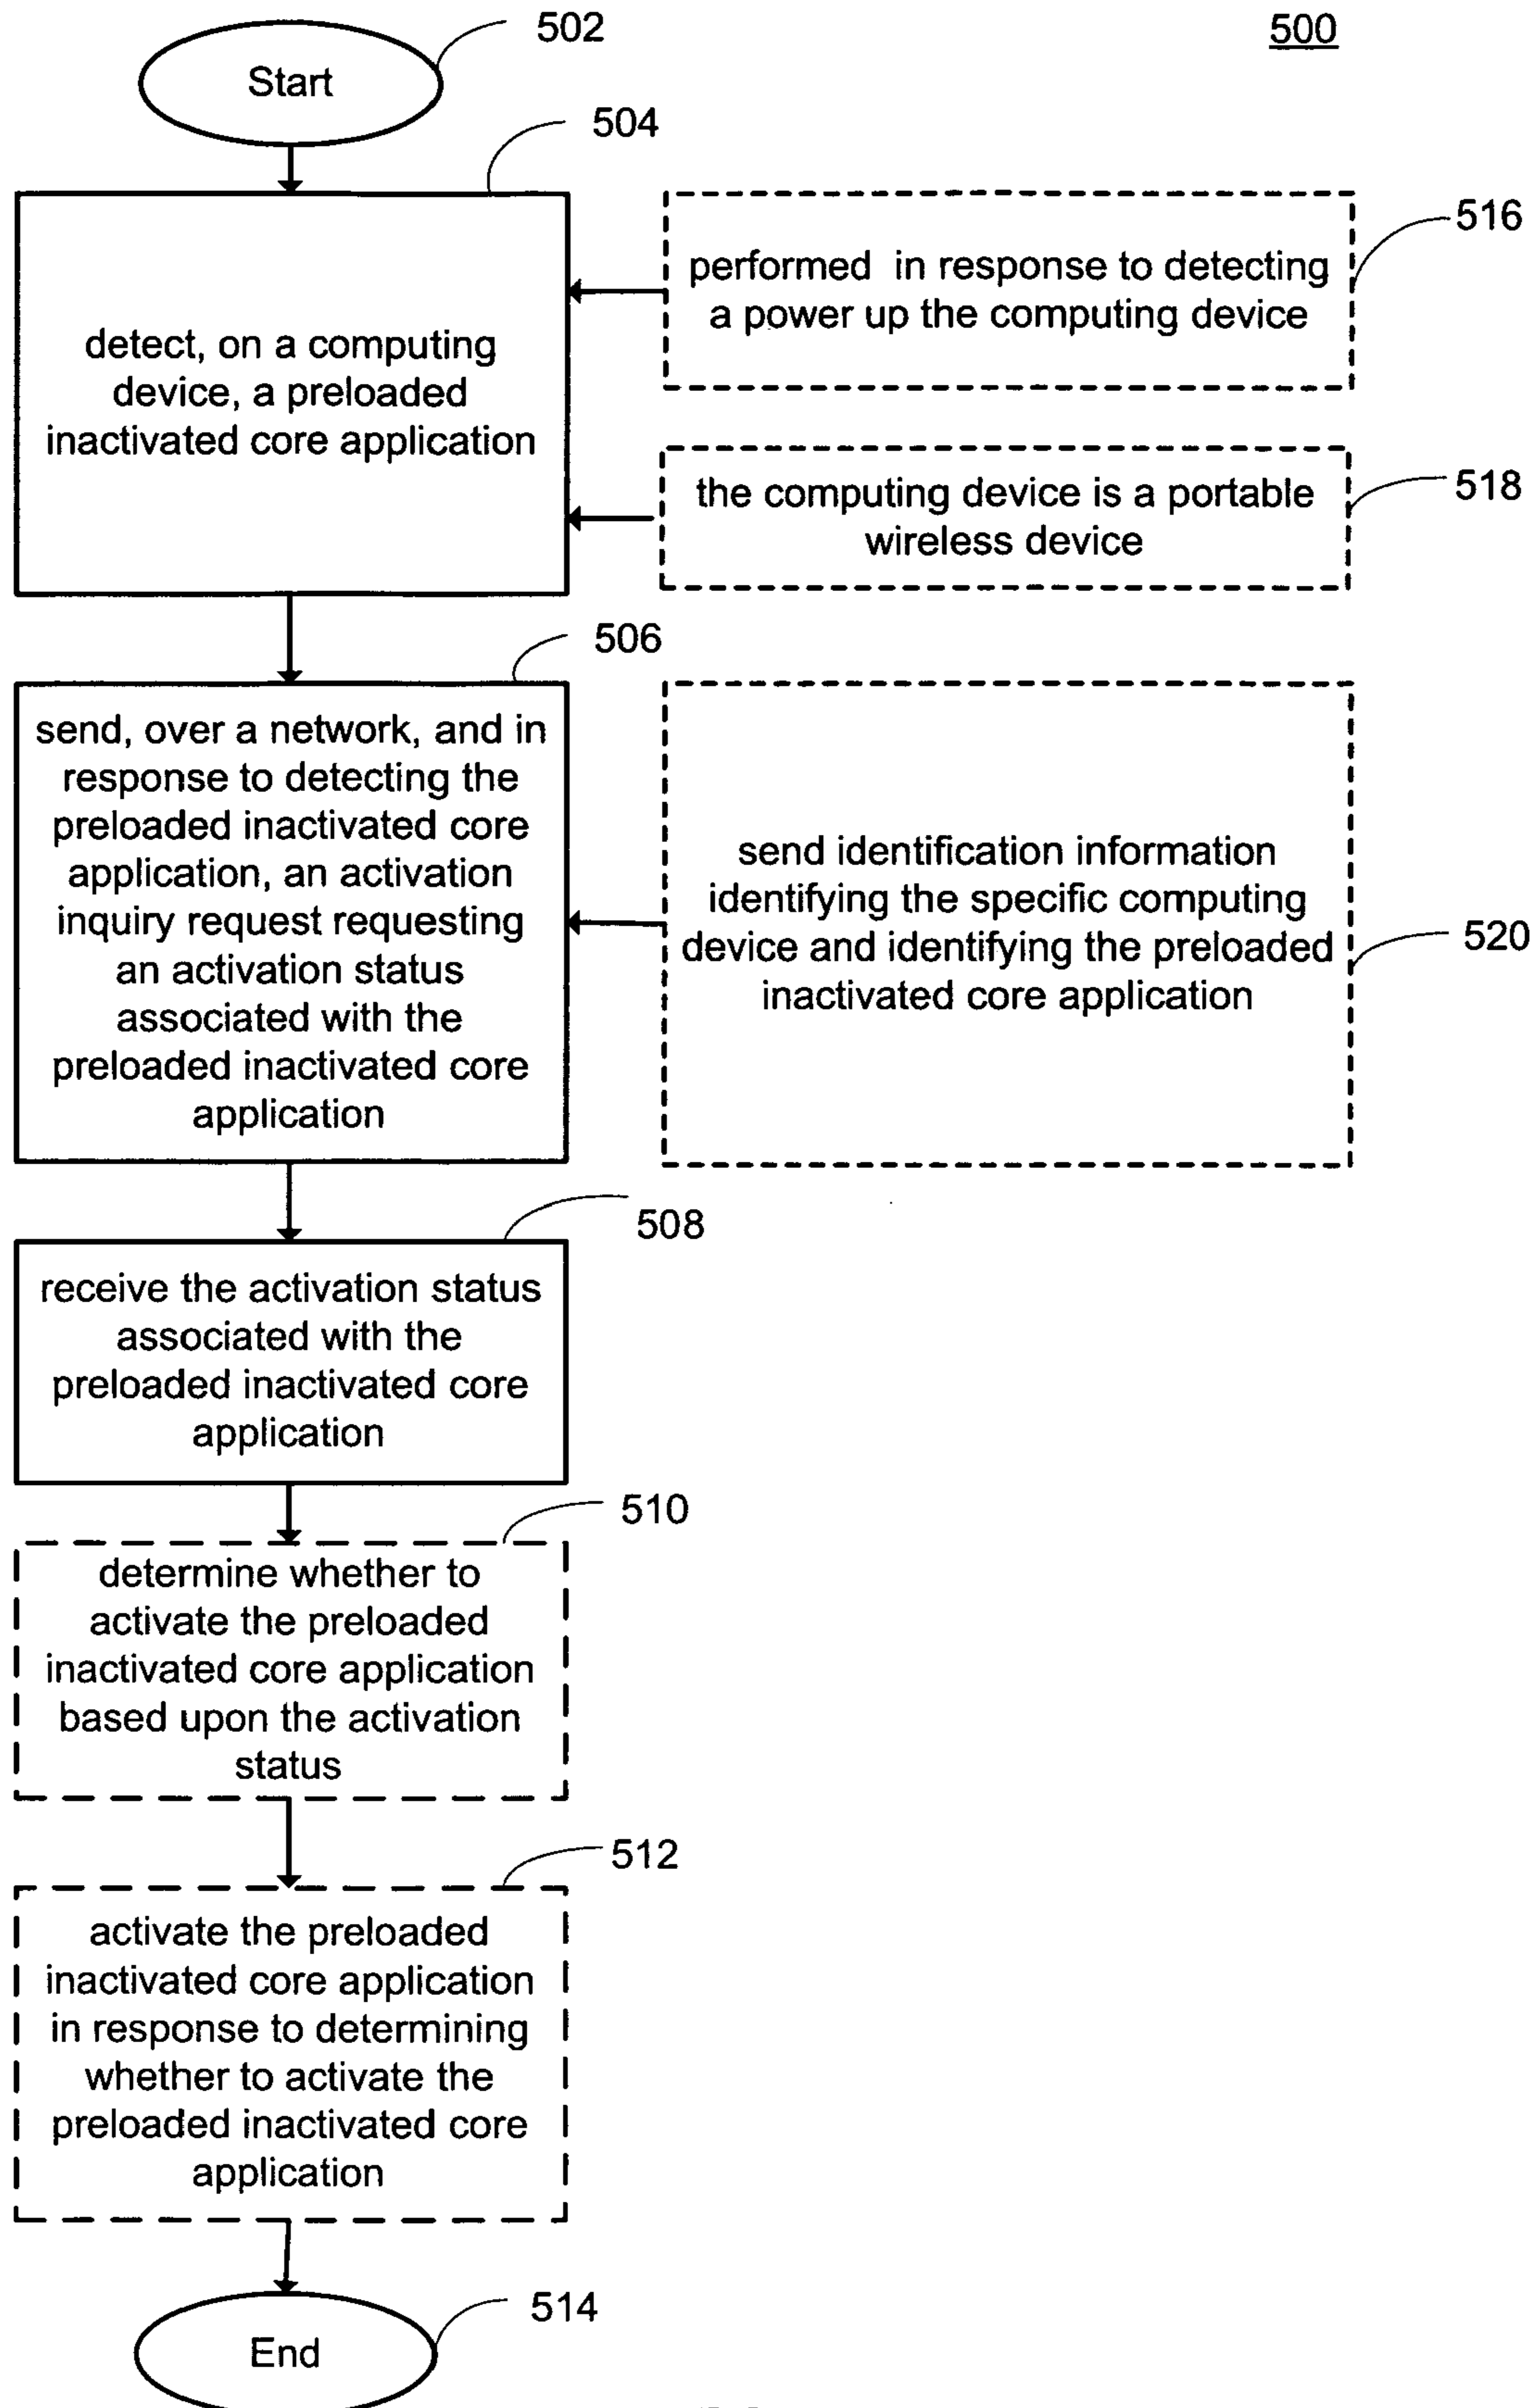 500
502
Start
504
detect, on a computing
device, a preloaded
inactivated core application
516
performed in response to detecting
a power up the computing device
518
the computing device is a portable
wireless device
506
send, over a network, and in
response to detecting the
preloaded inactivated core
application, an activation
inquiry request requesting
an activation status
associated with the
preloaded inactivated core
application
520
send identification information
identifying the specific computing
device and identifying the preloaded
inactivated core application
508
receive the activation status
associated with the
preloaded inactivated core
application
510
determine whether to
activate the preloaded
inactivated core application
based upon the activation
status
512
activate the preloaded
inactivated core application
in response to determining
whether to activate the
preloaded inactivated core
application
514
End